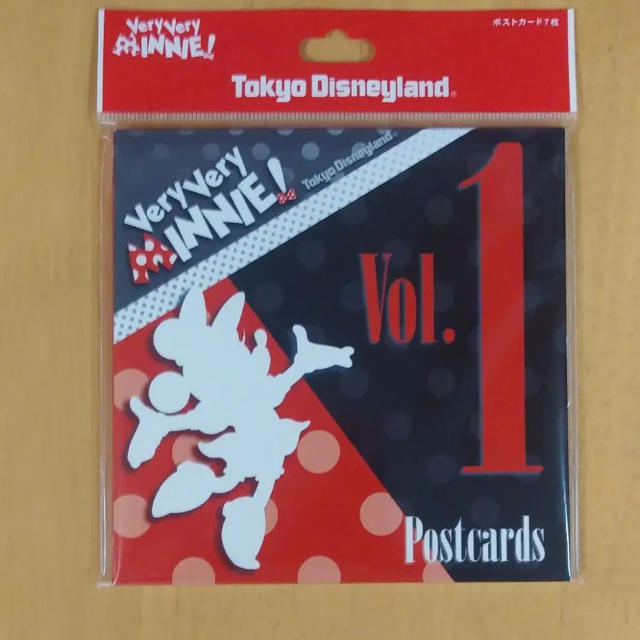 Very Very
MINNIE!
ポストカード7枚
Tokyo Disneyland®
Very Very
MINNIE!
Tokyo Disneyland®
Vol. 1
Postcards